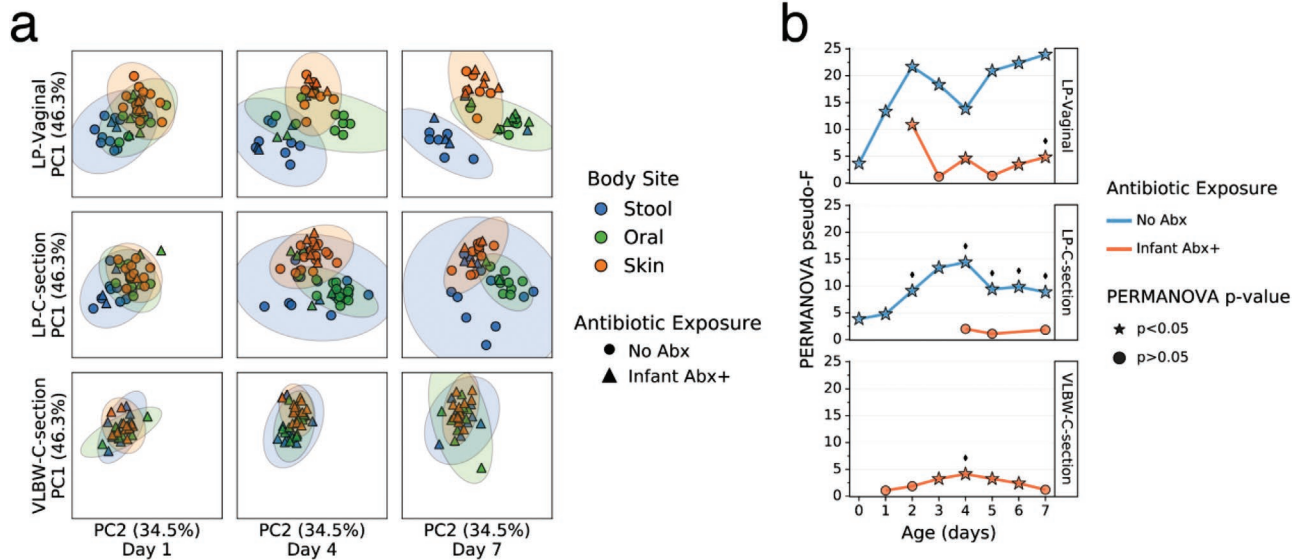 a
LP-Vaginal
PC1 (46.3%)
LP-C-section
PC1 (46.3%)
VLBW-C-section
PC1 (46.3%)
PC2 (34.5%)
Day 1
PC2 (34.5%)
Day 4
PC2 (34.5%)
Day 7
Body Site
Stool
Oral
Skin
Antibiotic Exposure
No Abx
Infant Abx+
b
PERMANOVA pseudo-F
25
20
15
10
5
0
LP-Vaginal
25
20
15
10
5
0
LP-C-section
25
20
15
10
5
0
VLBW-C-section
0 1 2 3 4 5 6 7
Age (days)
Antibiotic Exposure
No Abx
Infant Abx+
PERMANOVA p-value
p<0.05
p>0.05